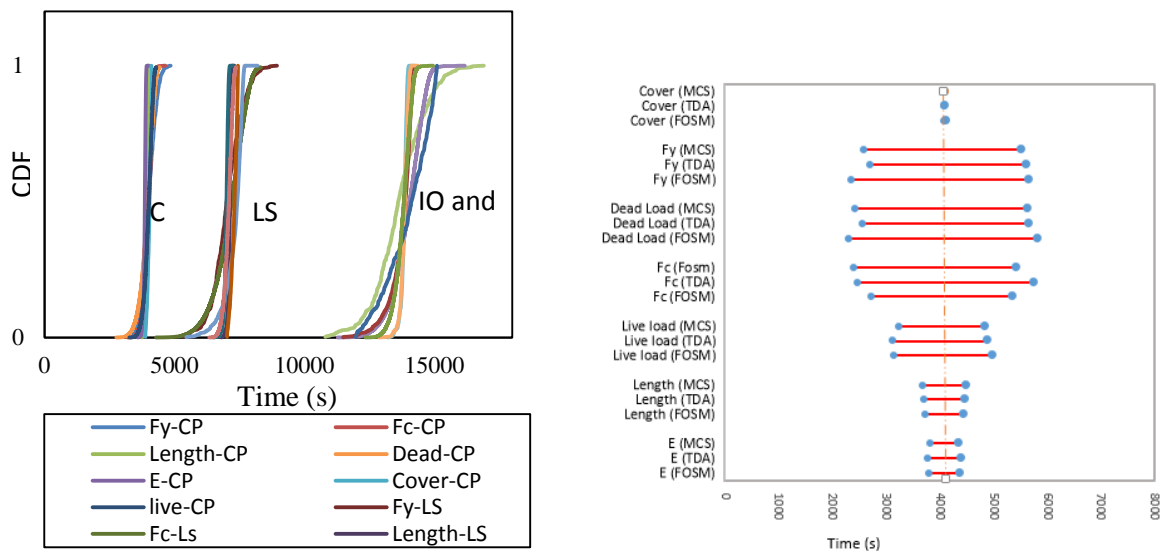 CDF
1
0
C
LS
IO and
0 5000 10000 15000
Time (s)
Fy-CP Fc-CP
Length-CP Dead-CP
E-CP Cover-CP
live-CP Fy-LS
Fc-Ls Length-LS
Cover (MCS)
Cover (TDA)
Cover (FOSM)
Fy (MCS)
Fy (TDA)
Fy (FOSM)
Dead Load (MCS)
Dead Load (TDA)
Dead Load (FOSM)
Fc (Fosm)
Fc (TDA)
Fc (FOSM)
Live load (MCS)
Live load (TDA)
Live load (FOSM)
Length (MCS)
Length (TDA)
Length (FOSM)
E (MCS)
E (TDA)
E (FOSM)
0 1000 2000 3000 4000 5000 6000 7000 8000
Time (s)